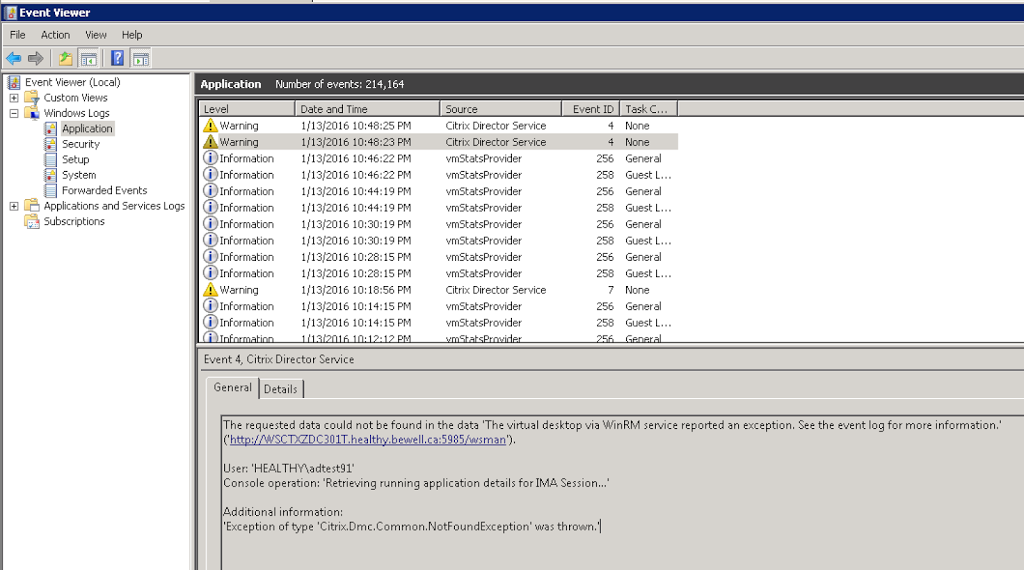 Event Viewer
File Action View Help
Event Viewer (Local)
Custom Views
Windows Logs
Application
Security
Setup
System
Forwarded Events
Applications and Services Logs
Subscriptions
Application Number of events: 214,164
Level Date and Time Source Event ID Task C...
Warning 1/13/2016 10:48:25 PM Citrix Director Service 4 None
Warning 1/13/2016 10:48:23 PM Citrix Director Service 4 None
Information 1/13/2016 10:46:22 PM vmStatsProvider 256 General
Information 1/13/2016 10:46:22 PM vmStatsProvider 258 Guest L...
Information 1/13/2016 10:44:19 PM vmStatsProvider 256 General
Information 1/13/2016 10:44:19 PM vmStatsProvider 258 Guest L...
Information 1/13/2016 10:30:19 PM vmStatsProvider 256 General
Information 1/13/2016 10:30:19 PM vmStatsProvider 258 Guest L...
Information 1/13/2016 10:28:15 PM vmStatsProvider 256 General
Information 1/13/2016 10:28:15 PM vmStatsProvider 258 Guest L...
Warning 1/13/2016 10:18:56 PM Citrix Director Service 7 None
Information 1/13/2016 10:14:15 PM vmStatsProvider 256 General
Information 1/13/2016 10:14:15 PM vmStatsProvider 258 Guest L...
Information 1/13/2016 10:12:12 PM vmStatsProvider 256 General
Event 4, Citrix Director Service
General Details
The requested data could not be found in the data 'The virtual desktop via WinRM service reported an exception. See the event log for more information.'
('http://WSCTXZDC301T.healthy.bewell.ca:5985/wsman').
User: 'HEALTHY\adtest91'
Console operation: 'Retrieving running application details for IMA Session...'
Additional information:
'Exception of type 'Citrix.Dmc.Common.NotFoundException' was thrown.'